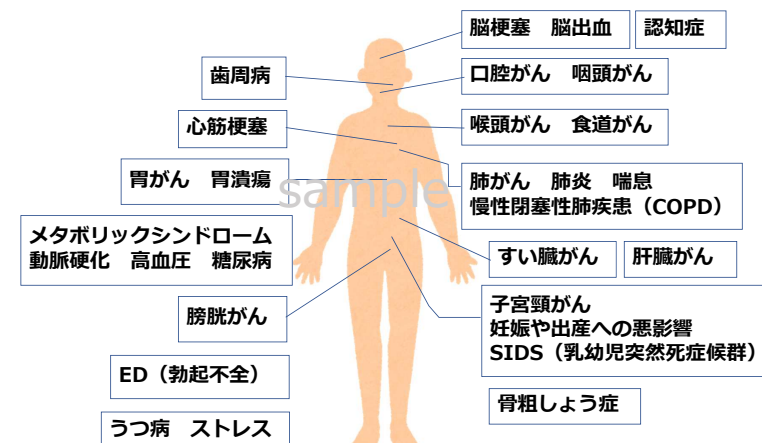 脳梗塞　脳出血
認知症
歯周病
口腔がん　咽頭がん
心筋梗塞
喉頭がん　食道がん
胃がん　胃潰瘍
sample
肺がん　肺炎　喘息
慢性閉塞性肺疾患（COPD）
メタボリックシンドローム
動脈硬化　高血圧　糖尿病
すい臓がん
肝臓がん
膀胱がん
子宮頸がん
妊娠や出産への悪影響
SIDS（乳幼児突然死症候群）
ED（勃起不全）
骨粗しょう症
うつ病　ストレス